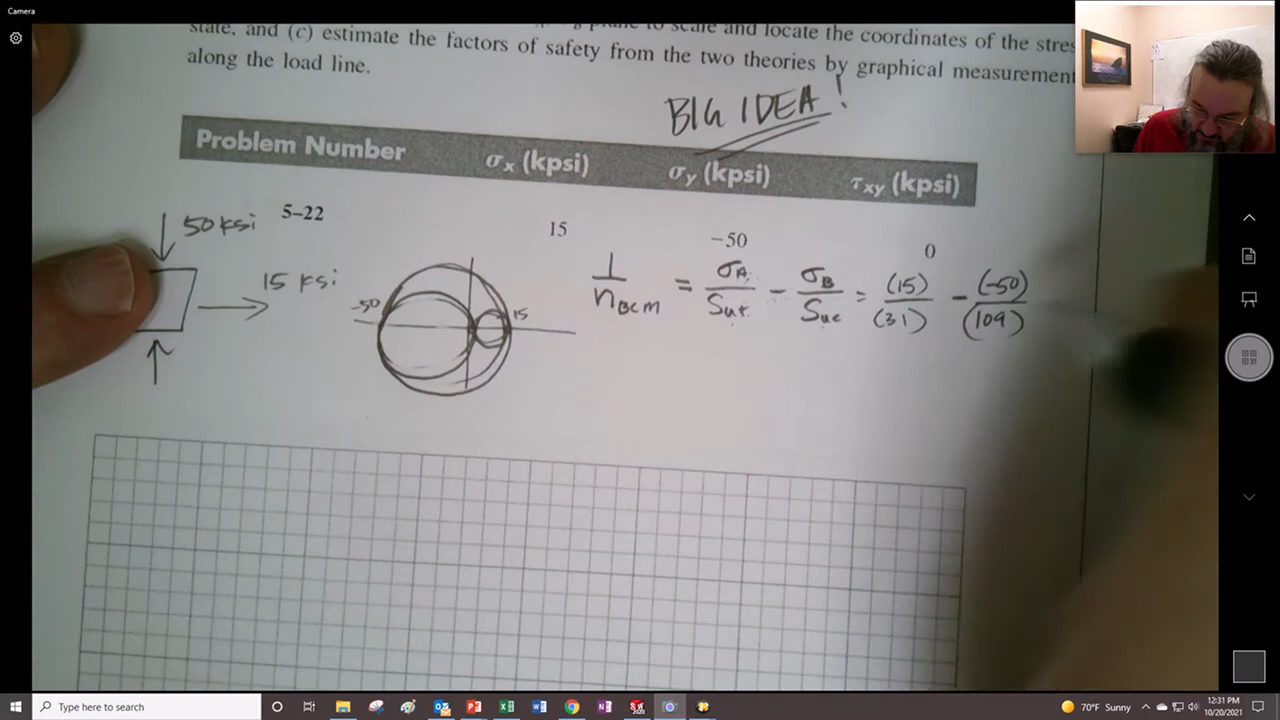 Camera
state, and (c) estimate the factors of safety from the two theories by graphical measurement
along the load line.
BIG IDEA!
Problem Number σx (kpsi) σy (kpsi) τxy (kpsi)
5–22 15 −50 0
50 ksi
15 ksi
-50 15
1/nBCM = σA/Sut - σB/Suc = (15)/(31) - (-50)/(109)
Type here to search
70°F Sunny
12:31 PM
10/20/2021